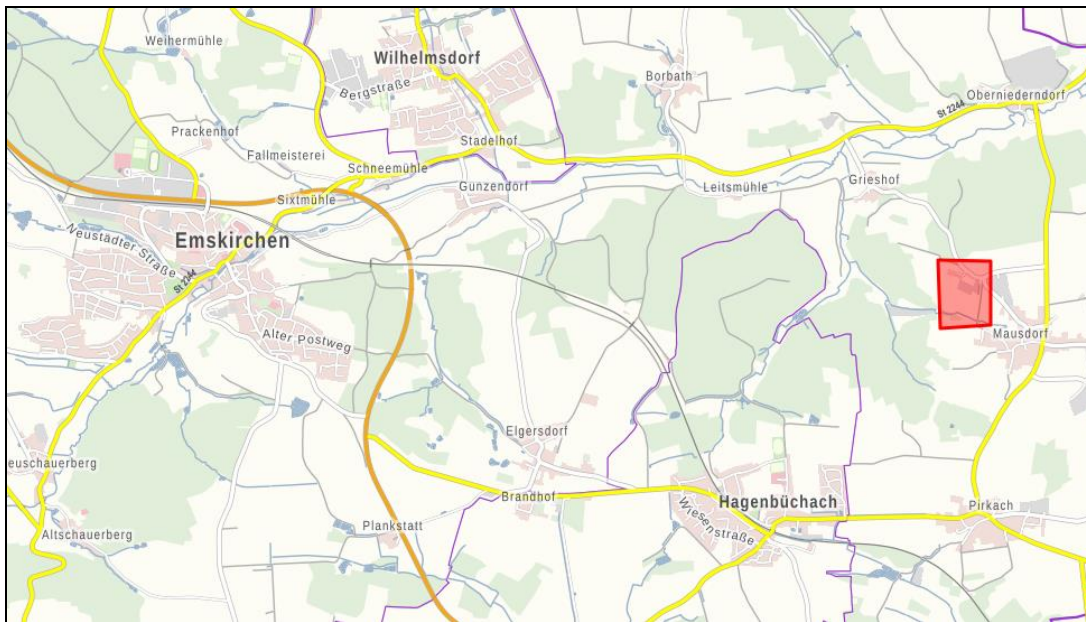 Weihermühle
Wilhelmsdorf
Bergstraße
Borbath
Oberniederndorf
St 2244
Prackenhof
Stadelhof
Fallmeisterei
Schneemühle
Grieshof
Sixtmühle
Gunzendorf
Leitsmühle
Neustädter-Straße
Emskirchen
St 2244
Mausdorf
Alter Postweg
Elgersdorf
euschauerberg
Brandhof
Hagenbüchach
Wiesenstraße
Pirkach
Plankstatt
Altschauerberg